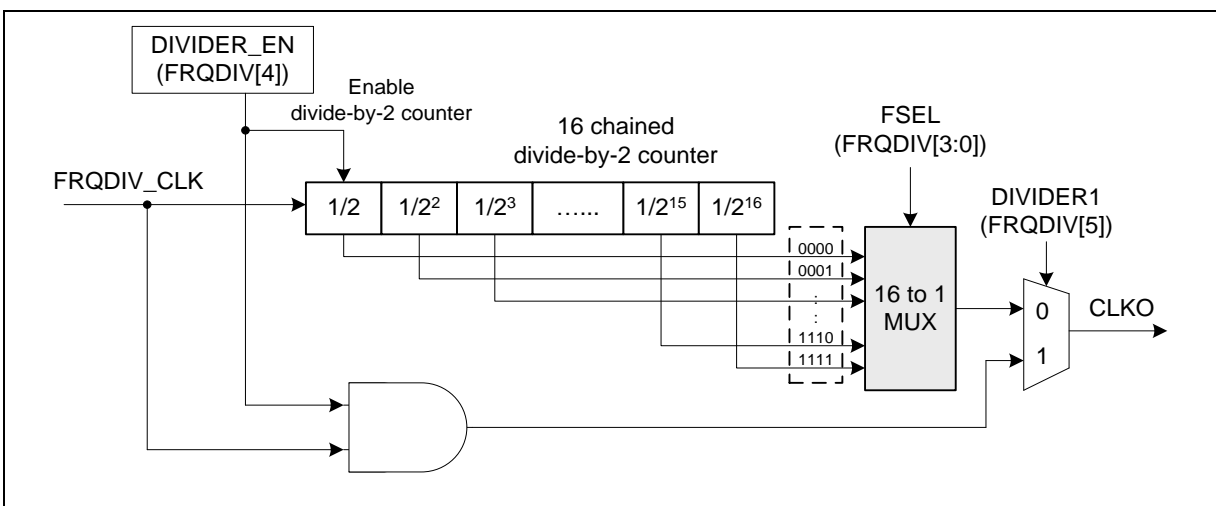 DIVIDER_EN
(FRQDIV[4])
Enable
divide-by-2 counter
16 chained
divide-by-2 counter
FSEL
(FRQDIV[3:0])
FRQDIV_CLK
DIVIDER1
(FRQDIV[5])
1/2 1/2² 1/2³ …... 1/2¹⁵ 1/2¹⁶
0000
0001
:
:
1110
1111
16 to 1
MUX
0
1
CLKO